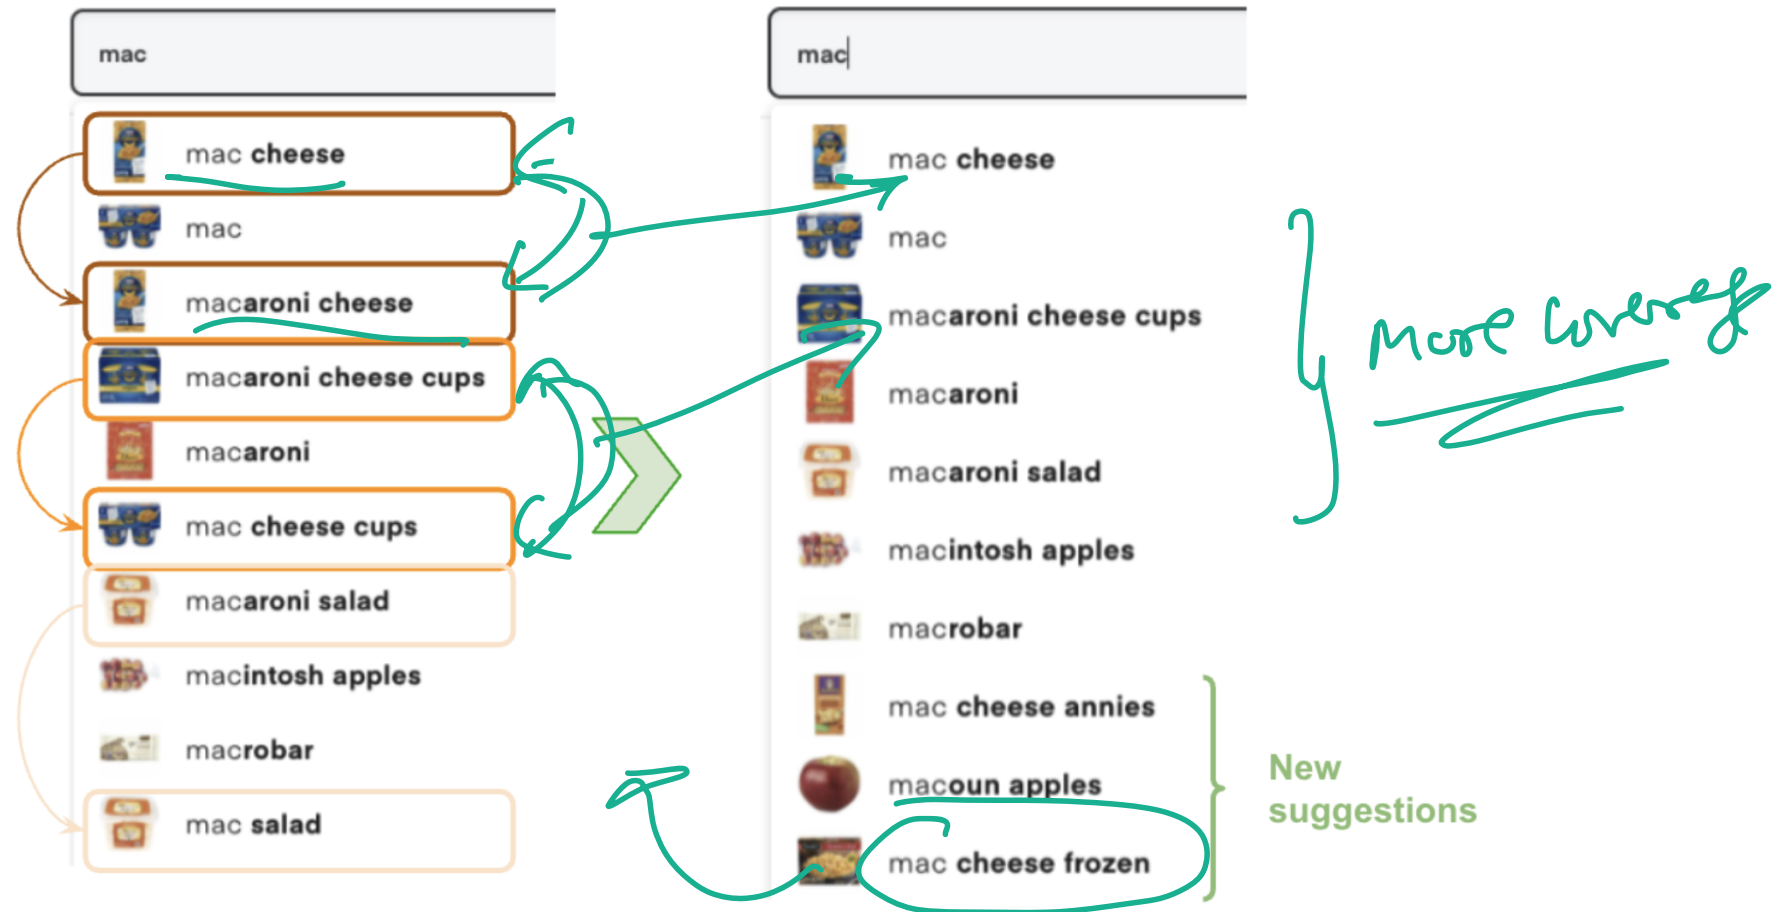 mac
mac cheese
mac
macaroni cheese
macaroni cheese cups
macaroni
mac cheese cups
macaroni salad
macintosh apples
macrobar
mac salad
mac
mac cheese
mac
macaroni cheese cups
macaroni
macaroni salad
macintosh apples
macrobar
mac cheese annies
macoun apples
mac cheese frozen
More Coverage
New
suggestions